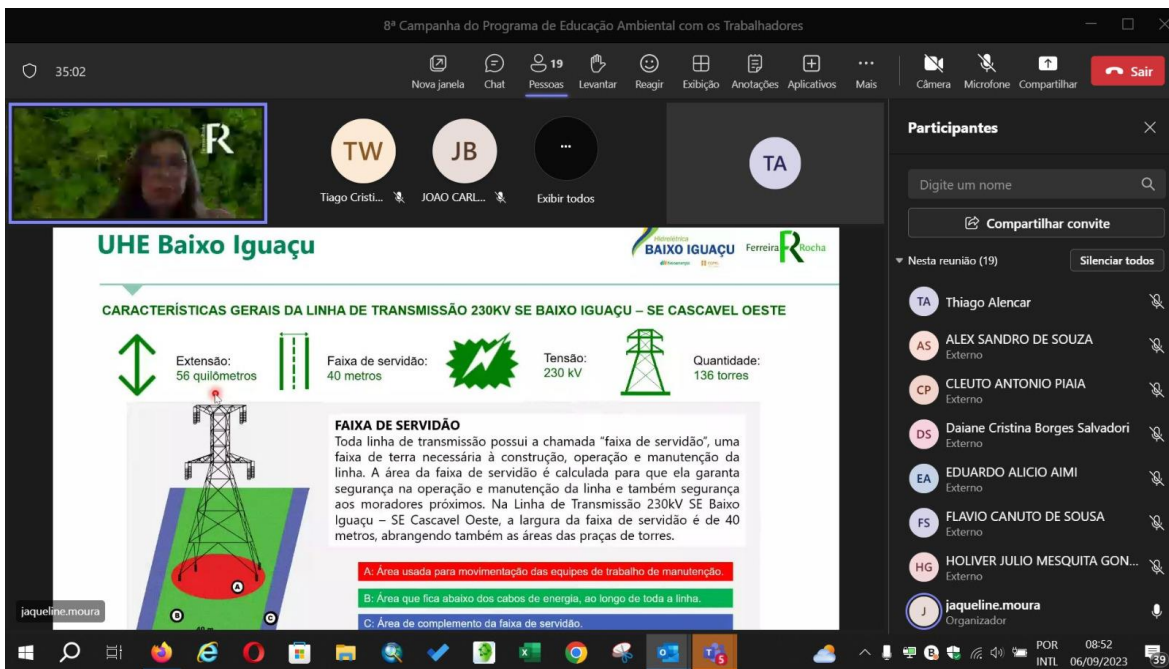 8ª Campanha do Programa de Educação Ambiental com os Trabalhadores
35:02
Nova janela
Chat
19
Pessoas
Levantar
Reagir
Exibição
Anotações
Aplicativos
Mais
Câmera
Microfone
Compartilhar
Sair
R
TW
Tiago Cristi...
JB
JOAO CARL...
...
Exibir todos
TA
Participantes
Digite um nome
Compartilhar convite
Nesta reunião (19)
Silenciar todos
TA
Thiago Alencar
AS
ALEX SANDRO DE SOUZA
Externo
CP
CLEUTO ANTONIO PIAIA
Externo
DS
Daiane Cristina Borges Salvadori
Externo
EA
EDUARDO ALICIO AIMI
Externo
FS
FLAVIO CANUTO DE SOUSA
Externo
HG
HOLIVER JULIO MESQUITA GON...
Externo
J
jaqueline.moura
Organizador
UHE Baixo Iguaçu
Hidrelétrica
BAIXO IGUAÇU
Ferreira
Rocha
CARACTERÍSTICAS GERAIS DA LINHA DE TRANSMISSÃO 230KV SE BAIXO IGUAÇU – SE CASCAVEL OESTE
Extensão:
56 quilômetros
Faixa de servidão:
40 metros
Tensão:
230 kV
Quantidade:
136 torres
FAIXA DE SERVIDÃO
Toda linha de transmissão possui a chamada "faixa de servidão", uma
faixa de terra necessária à construção, operação e manutenção da
linha. A área da faixa de servidão é calculada para que ela garanta
segurança na operação e manutenção da linha e também segurança
aos moradores próximos. Na Linha de Transmissão 230kV SE Baixo
Iguaçu – SE Cascavel Oeste, a largura da faixa de servidão é de 40
metros, abrangendo também as áreas das praças de torres.
A: Área usada para movimentação das equipes de trabalho de manutenção.
B: Área que fica abaixo dos cabos de energia, ao longo de toda a linha.
C: Área de complemento da faixa de servidão.
A
B
C
40 m
jaqueline.moura
POR
INTL
08:52
06/09/2023
39